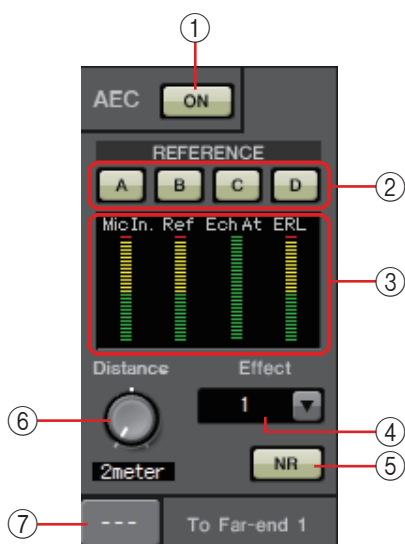 ①
AEC ON
REFERENCE
A B C D
②
MicIn. Ref EchAt ERL
③
Distance Effect
⑥
1
④
2meter
NR
⑤
⑦
--- To Far-end 1